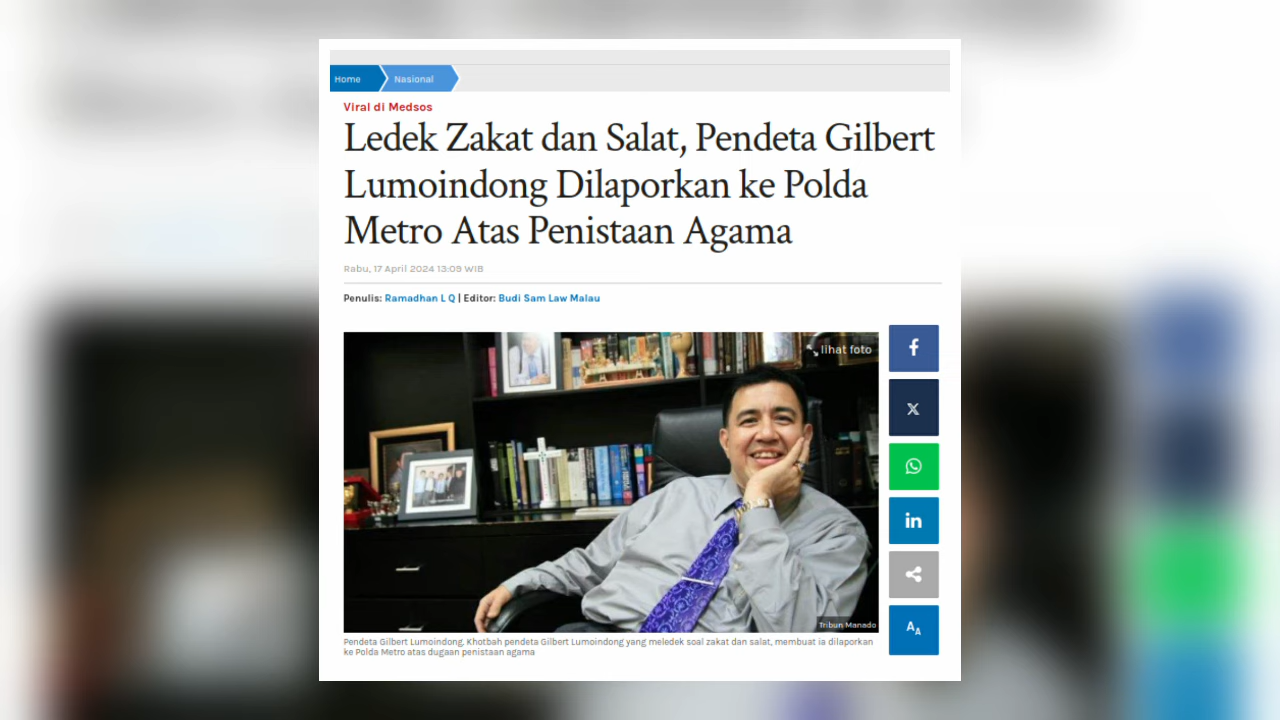 Home
Nasional
Viral di Medsos
Ledek Zakat dan Salat, Pendeta Gilbert
Lumoindong Dilaporkan ke Polda
Metro Atas Penistaan Agama
Rabu, 17 April 2024 13:09 WIB
Penulis: Ramadhan L Q | Editor: Budi Sam Law Malau
lihat foto
Tribun Manado
Pendeta Gilbert Lumoindong. Khotbah pendeta Gilbert Lumoindong yang meledek soal zakat dan salat, membuat ia dilaporkan
ke Polda Metro atas dugaan penistaan agama
f
X
in
AA